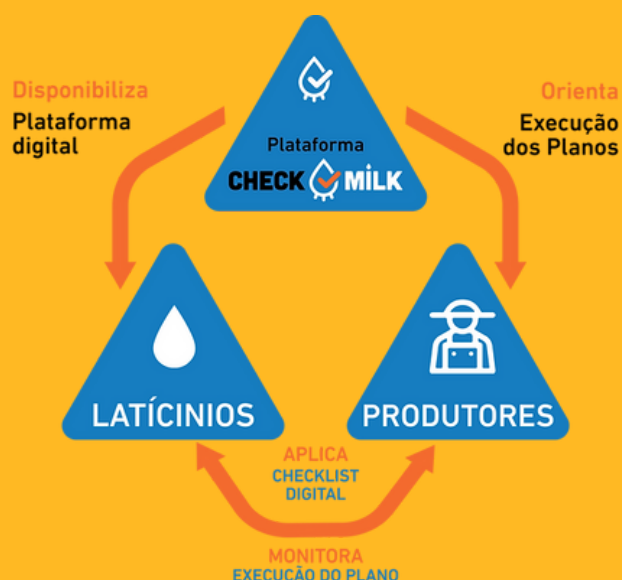 Disponibiliza
Plataforma
digital
Orienta
Execução
dos Planos
Plataforma
CHECK MiLK
LATÍCINIOS
PRODUTORES
APLICA
CHECKLIST
DIGITAL
MONITORA
EXECUÇÃO DO PLANO